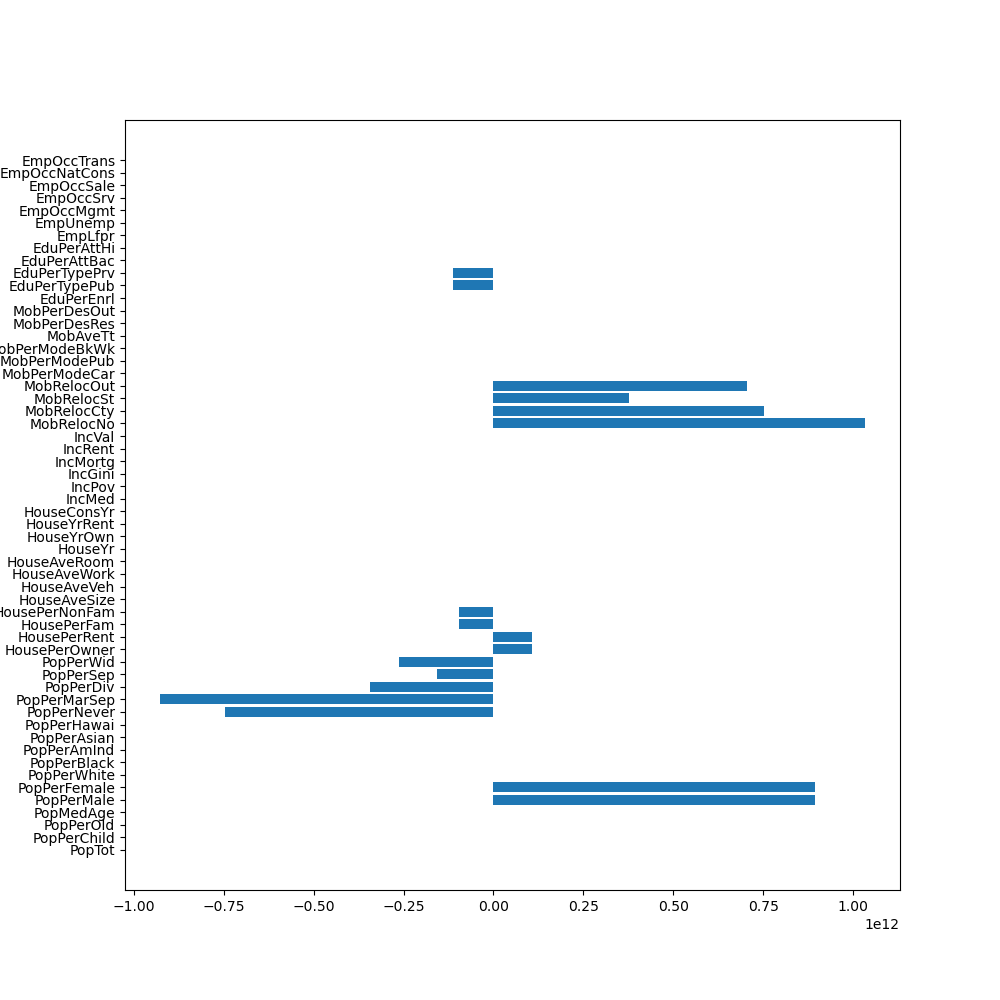 EmpOccTrans
EmpOccNatCons
EmpOccSale
EmpOccSrv
EmpOccMgmt
EmpUnemp
EmpLfpr
EduPerAttHi
EduPerAttBac
EduPerTypePrv
EduPerTypePub
EduPerEnrl
MobPerDesOut
MobPerDesRes
MobAveTt
obPerModeBkWk
MobPerModePub
MobPerModeCar
MobRelocOut
MobRelocSt
MobRelocCty
MobRelocNo
IncVal
IncRent
IncMortg
IncGini
IncPov
IncMed
HouseConsYr
HouseYrRent
HouseYrOwn
HouseYr
HouseAveRoom
HouseAveWork
HouseAveVeh
HouseAveSize
HousePerNonFam
HousePerFam
HousePerRent
HousePerOwner
PopPerWid
PopPerSep
PopPerDiv
PopPerMarSep
PopPerNever
PopPerHawai
PopPerAsian
PopPerAmInd
PopPerBlack
PopPerWhite
PopPerFemale
PopPerMale
PopMedAge
PopPerOld
PopPerChild
PopTot
−1.00 −0.75 −0.50 −0.25 0.00 0.25 0.50 0.75 1.00
1e12